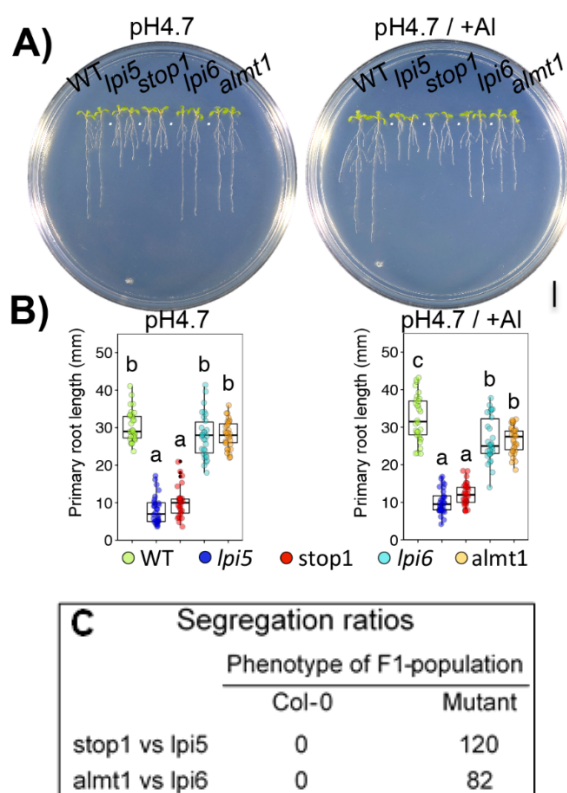 A)
pH4.7
pH4.7 / +Al
WT lpi5 stop1 lpi6 almt1
WT lpi5 stop1 lpi6 almt1
B)
pH4.7
pH4.7 / +Al
Primary root length (mm)
50
40
30
20
10
0
b
a
a
b
b
Primary root length (mm)
50
40
30
20
10
0
c
a
a
b
b
WT lpi5 stop1 lpi6 almt1
C Segregation ratios
Phenotype of F1-population
Col-0 Mutant
stop1 vs lpi5 0 120
almt1 vs lpi6 0 82